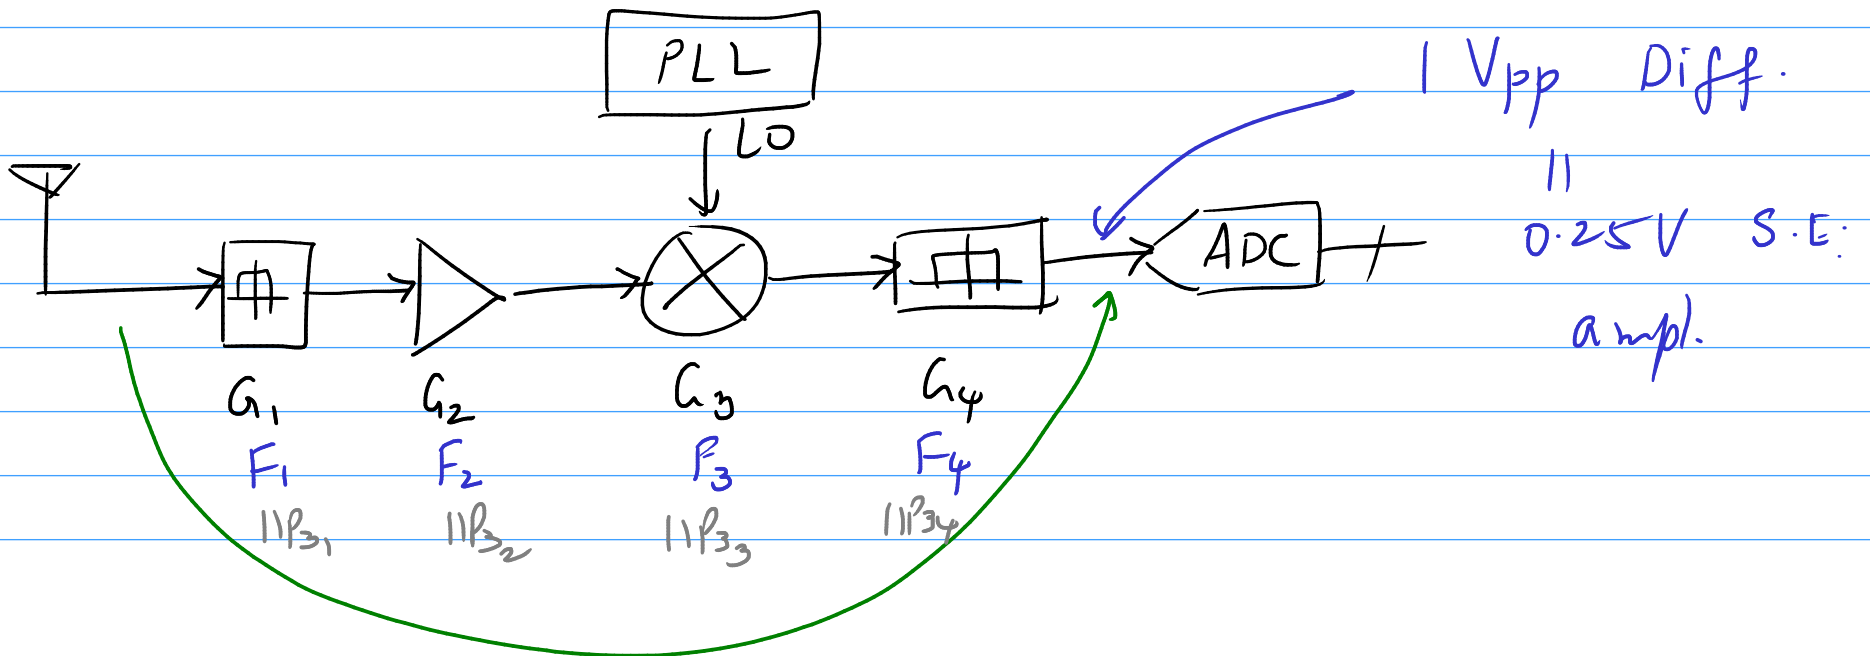 PLL
1 Vpp Diff.
LO
||
0.25V S.E.
ADC
ampl.
G1 G2 G3 G4
F1 F2 F3 F4
IIP31 IIP32 IIP33 IIP34